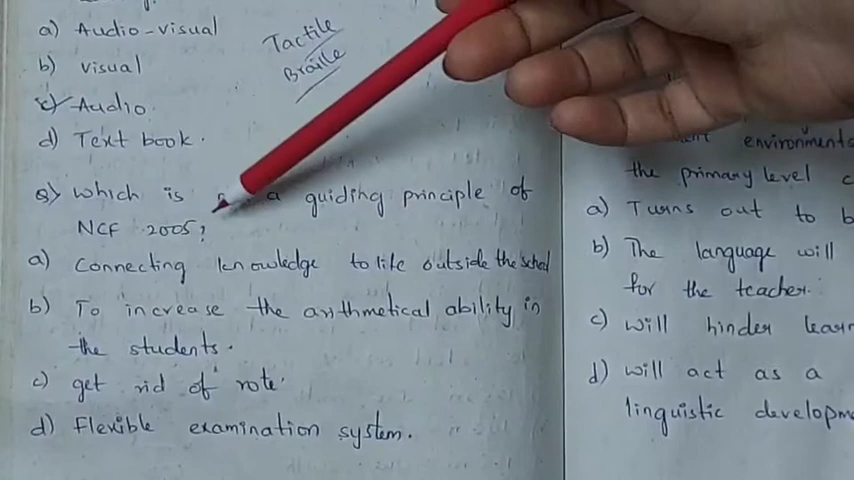 a) Audio-visual
b) visual
c) Audio.
d) Text book.
Tactile
Braille
Q) Which is a guiding principle of
NCF 2005?
a) Connecting knowledge to life outside the school
b) To increase the arithmetical ability in
the students.
c) get rid of rote.
d) Flexible examination system.
environments
the primary level
a) Turns out to b
b) The language will
for the teacher.
c) will hinder learn
d) will act as a
linguistic developm